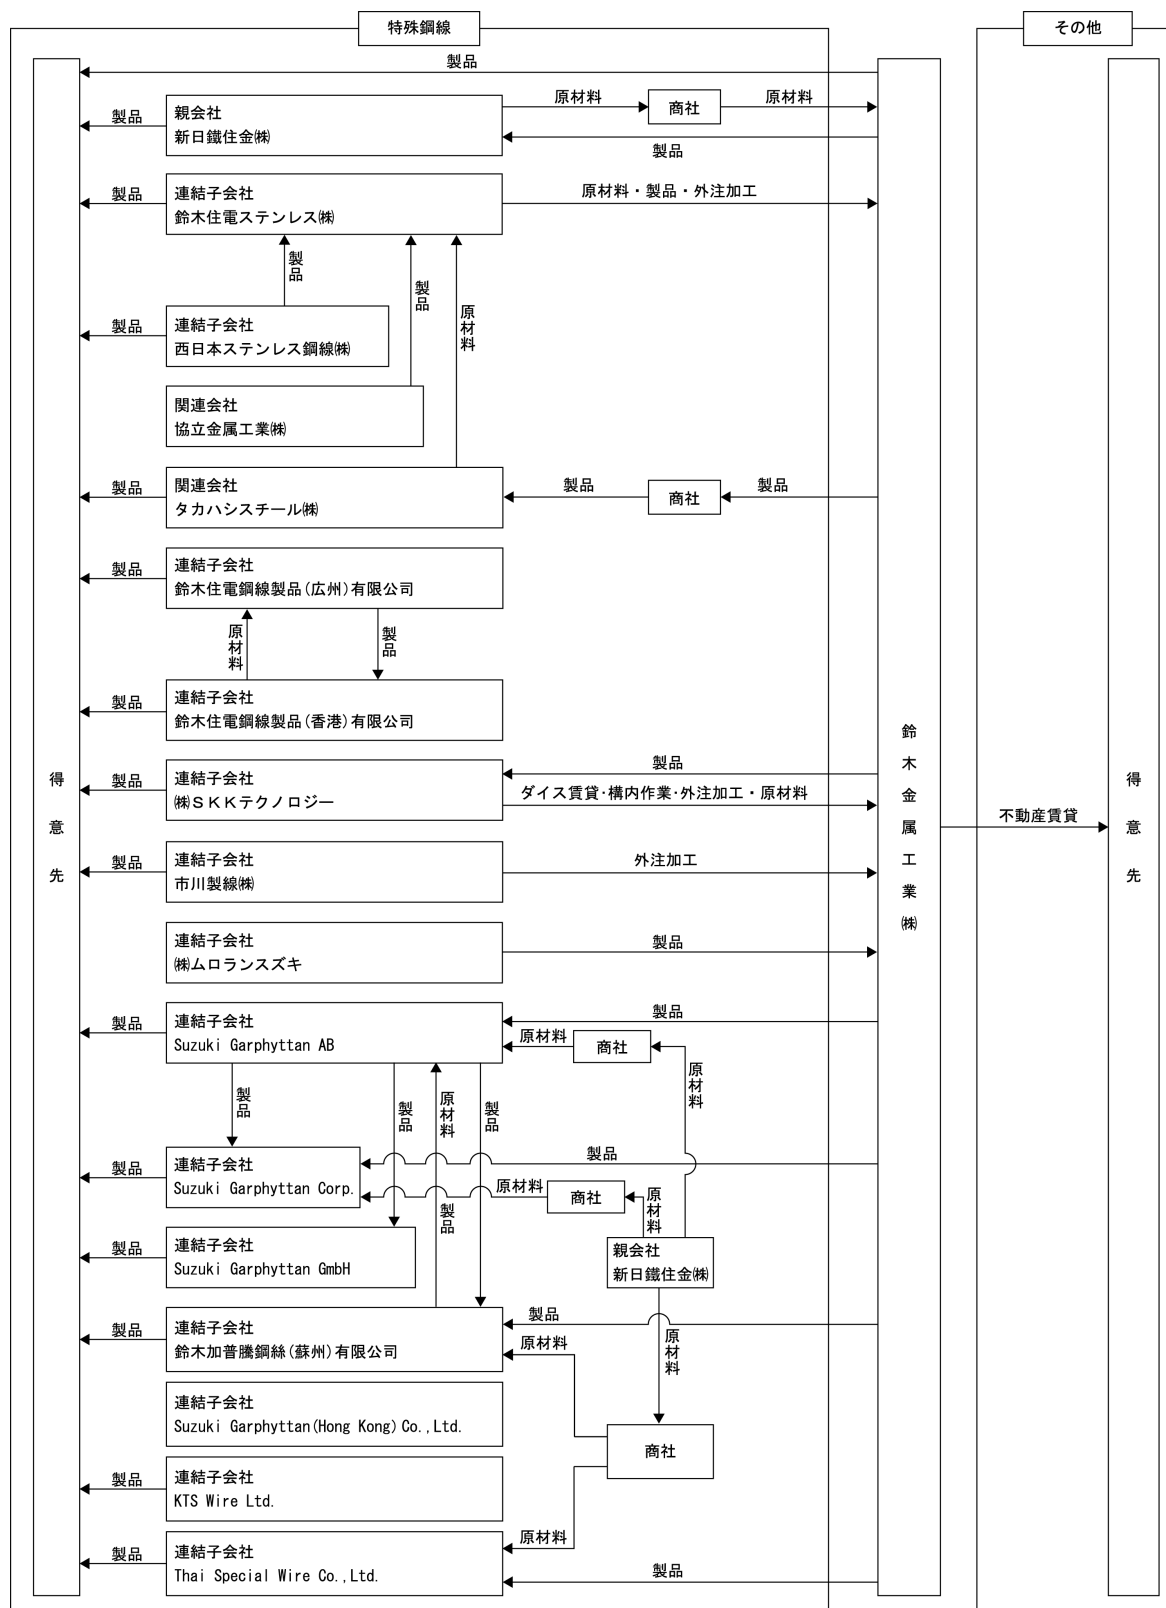 特殊鋼線
その他
製品
親会社
新日鐵住金㈱
製品
原材料
商社
原材料
製品
連結子会社
鈴木住電ステンレス㈱
製品
原材料・製品・外注加工
製品
製品
原材料
連結子会社
西日本ステンレス鋼線㈱
製品
関連会社
協立金属工業㈱
関連会社
タカハシスチール㈱
製品
製品
商社
製品
連結子会社
鈴木住電鋼線製品(広州)有限公司
製品
原材料
製品
連結子会社
鈴木住電鋼線製品(香港)有限公司
製品
連結子会社
㈱ＳＫＫテクノロジー
製品
製品
ダイス賃貸･構内作業･外注加工・原材料
得意先
鈴木金属工業㈱
不動産賃貸
得意先
連結子会社
市川製線㈱
製品
外注加工
連結子会社
㈱ムロランスズキ
製品
連結子会社
Suzuki Garphyttan AB
製品
製品
原材料
商社
原材料
製品
製品
原材料
製品
連結子会社
Suzuki Garphyttan Corp.
製品
製品
原材料
商社
原材料
製品
連結子会社
Suzuki Garphyttan GmbH
製品
親会社
新日鐵住金㈱
連結子会社
鈴木加普騰鋼絲(蘇州)有限公司
製品
製品
原材料
原材料
連結子会社
Suzuki Garphyttan(Hong Kong)Co.,Ltd.
商社
連結子会社
KTS Wire Ltd.
製品
連結子会社
Thai Special Wire Co.,Ltd.
製品
原材料
製品